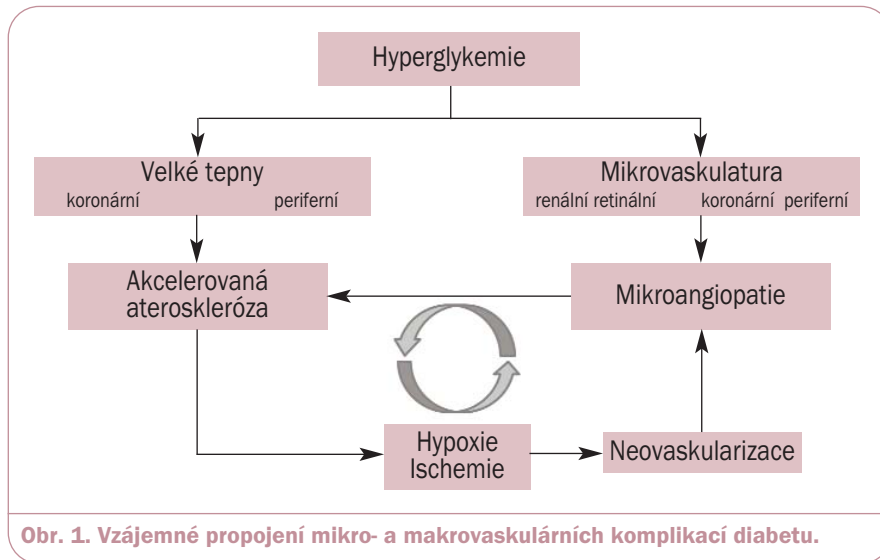 Hyperglykemie
Velké tepny
koronární periferní
Mikrovaskulatura
renální retinální koronární periferní
Akcelerovaná
ateroskleróza
Mikroangiopatie
Hypoxie
Ischemie
Neovaskularizace
Obr. 1. Vzájemné propojení mikro- a makrovaskulárních komplikací diabetu.